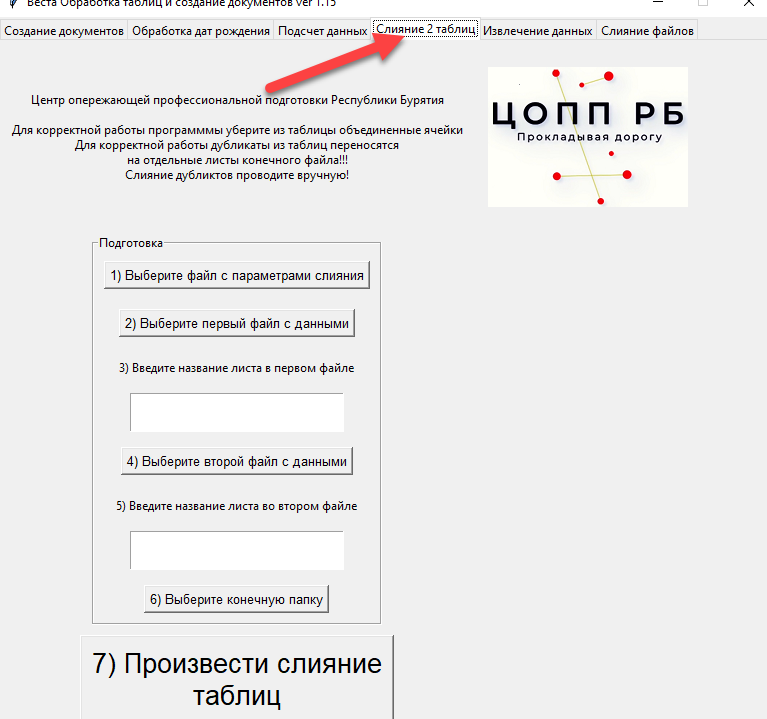 Веста Обработка таблиц и создание документов ver 1.15
Создание документов
Обработка дат рождения
Подсчет данных
Слияние 2 таблиц
Извлечение данных
Слияние файлов
Центр опережающей профессиональной подготовки Республики Бурятия
Для корректной работы программмы уберите из таблицы объединенные ячейки
Для корректной работы дубликаты из таблиц переносятся
на отдельные листы конечного файла!!!
Слияние дубликтов проводите вручную!
ЦОПП РБ
Прокладывая дорогу
Подготовка
1) Выберите файл с параметрами слияния
2) Выберите первый файл с данными
3) Введите название листа в первом файле
4) Выберите второй файл с данными
5) Введите название листа во втором файле
6) Выберите конечную папку
7) Произвести слияние
таблиц